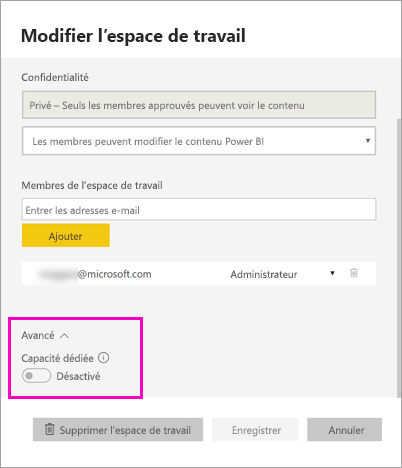 Modifier l'espace de travail
Confidentialité
Privé – Seuls les membres approuvés peuvent voir le contenu
Les membres peuvent modifier le contenu Power BI
Membres de l'espace de travail
Entrer les adresses e-mail
Ajouter
@microsoft.com Administrateur
Avancé
Capacité dédiée
Désactivé
Supprimer l'espace de travail Enregistrer Annuler